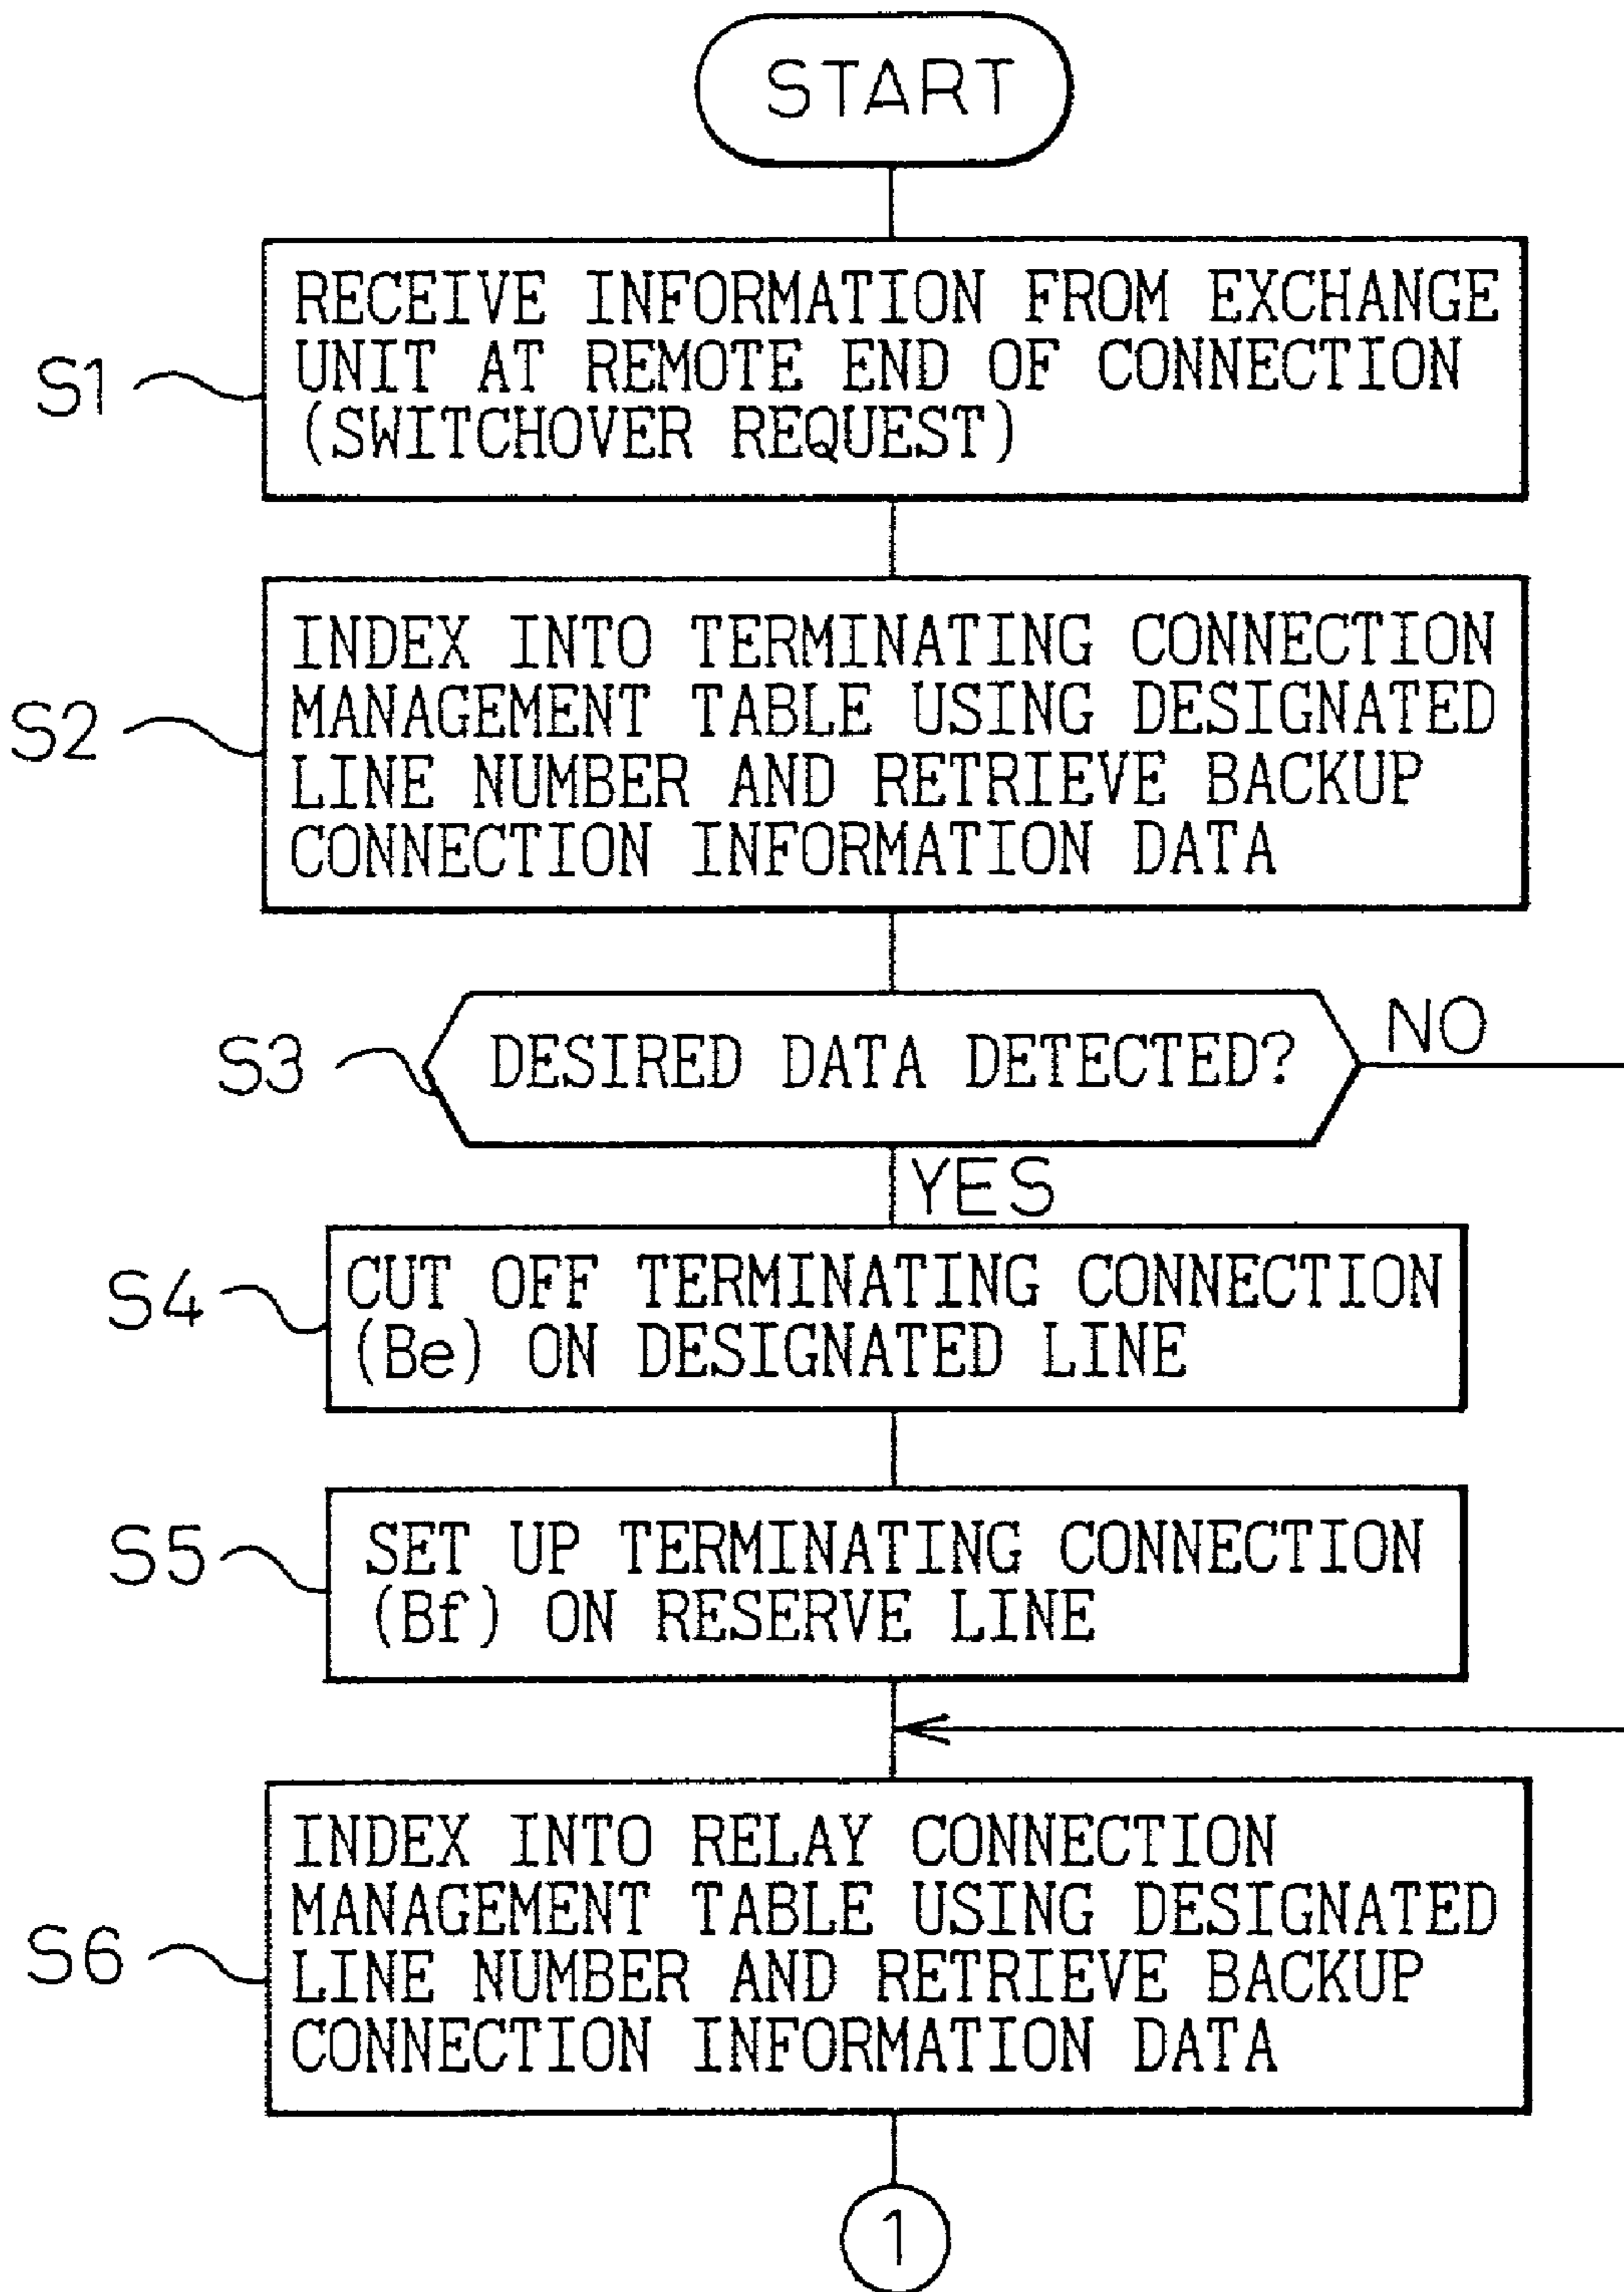 START
S1
RECEIVE INFORMATION FROM EXCHANGE
UNIT AT REMOTE END OF CONNECTION
(SWITCHOVER REQUEST)
S2
INDEX INTO TERMINATING CONNECTION
MANAGEMENT TABLE USING DESIGNATED
LINE NUMBER AND RETRIEVE BACKUP
CONNECTION INFORMATION DATA
S3
DESIRED DATA DETECTED?
NO
YES
S4
CUT OFF TERMINATING CONNECTION
(Be) ON DESIGNATED LINE
S5
SET UP TERMINATING CONNECTION
(Bf) ON RESERVE LINE
S6
INDEX INTO RELAY CONNECTION
MANAGEMENT TABLE USING DESIGNATED
LINE NUMBER AND RETRIEVE BACKUP
CONNECTION INFORMATION DATA
1